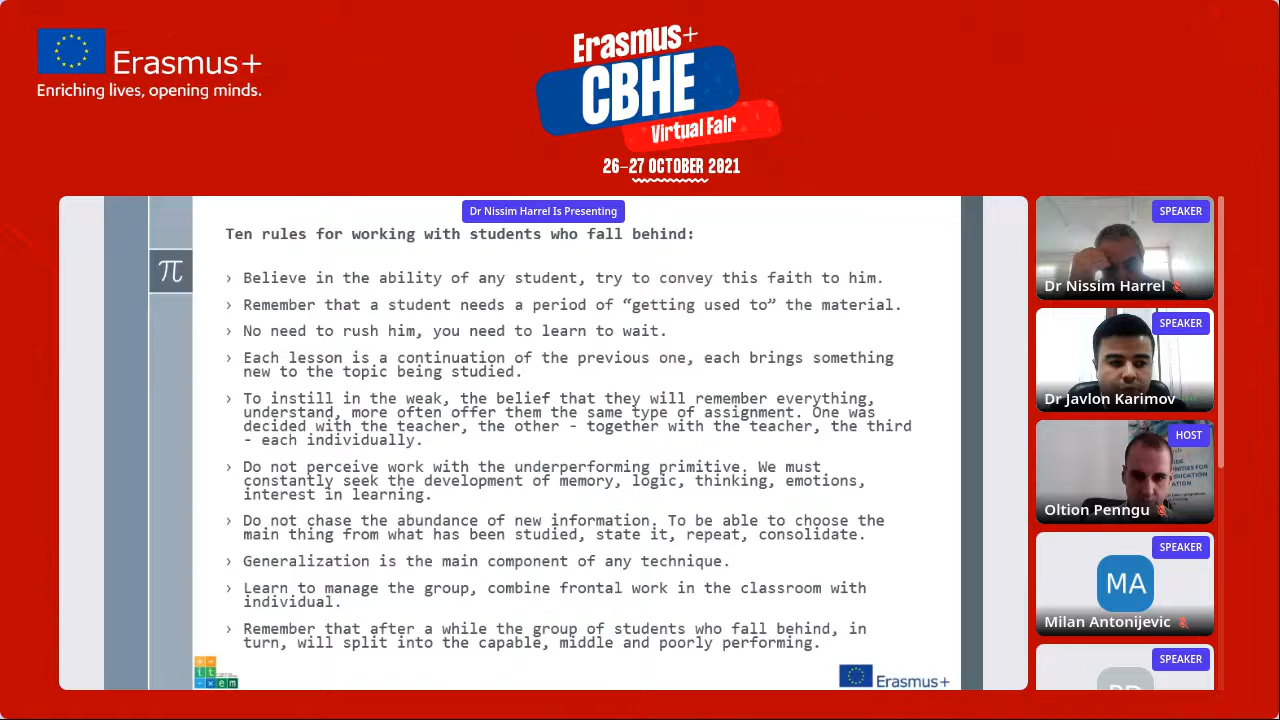 Erasmus+
Enriching lives, opening minds.
Erasmus+
CBHE
Virtual Fair
26–27 OCTOBER 2021
Dr Nissim Harrel Is Presenting
π
Ten rules for working with students who fall behind:
› Believe in the ability of any student, try to convey this faith to him.
› Remember that a student needs a period of “getting used to” the material.
› No need to rush him, you need to learn to wait.
› Each lesson is a continuation of the previous one, each brings something
new to the topic being studied.
› To instill in the weak, the belief that they will remember everything,
understand, more often offer them the same type of assignment. One was
decided with the teacher, the other - together with the teacher, the third
- each individually.
› Do not perceive work with the underperforming primitive. We must
constantly seek the development of memory, logic, thinking, emotions,
interest in learning.
› Do not chase the abundance of new information. To be able to choose the
main thing from what has been studied, state it, repeat, consolidate.
› Generalization is the main component of any technique.
› Learn to manage the group, combine frontal work in the classroom with
individual.
› Remember that after a while the group of students who fall behind, in
turn, will split into the capable, middle and poorly performing.
Erasmus+
SPEAKER
Dr Nissim Harrel
SPEAKER
Dr Javlon Karimov
HOST
Oltion Penngu
SPEAKER
MA
Milan Antonijevic
SPEAKER